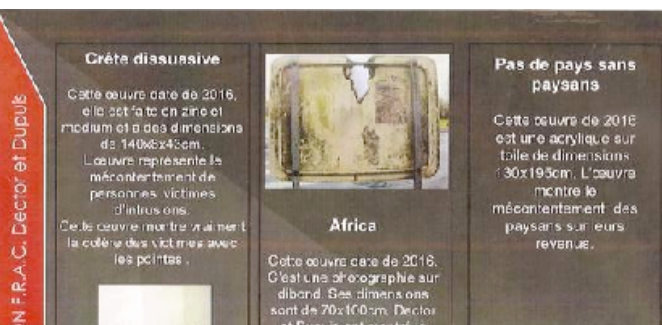 N F.R.A.C. Dector et Dupuis
Crête dissuasive
Cette œuvre date de 2016,
elle est faite en zinc et
medium et a des dimensions
de
L'œuvre représente le
mécontentement de
personnes victimes
d'intrusions.
Cette œuvre montre vraiment
la colère des victimes avec
les pointes .
Africa
Cette œuvre date de 2016.
C'est une photographie sur
dibond. Ses dimensions
sont de 70x100cm. Dector
Pas de pays sans
paysans
Cette œuvre de 2016
est une acrylique sur
toile de dimensions
130x195cm. L'œuvre
montre le
mécontentement des
paysans sur leurs
revenus.